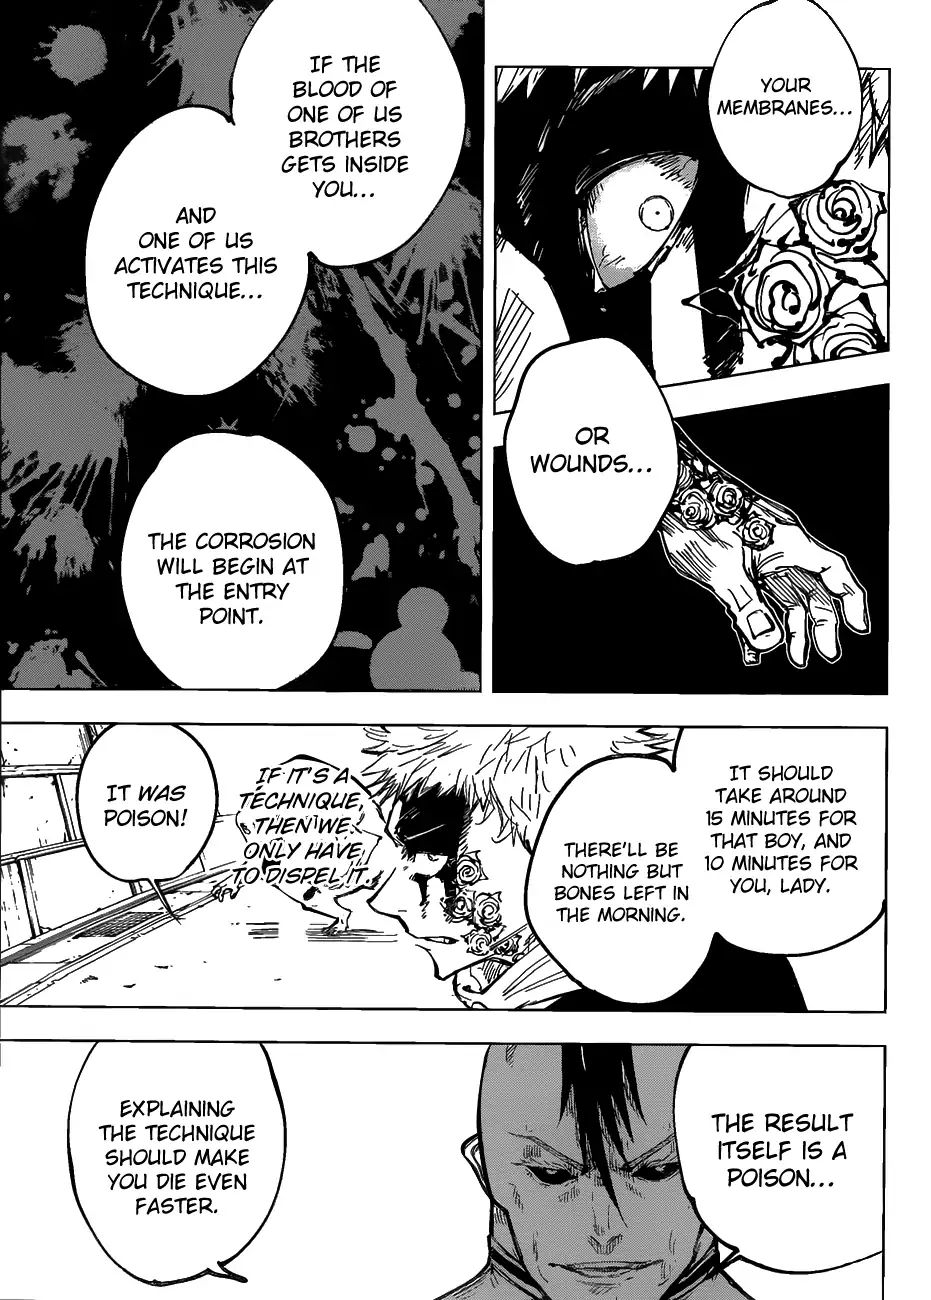 YOUR
MEMBRANES...
OR
WOUNDS...
IF THE
BLOOD OF
ONE OF US
BROTHERS
GETS INSIDE
YOU...
AND
ONE OF US
ACTIVATES THIS
TECHNIQUE...
THE CORROSION
WILL BEGIN AT
THE ENTRY
POINT.
IT SHOULD
TAKE AROUND
15 MINUTES FOR
THAT BOY, AND
10 MINUTES FOR
YOU, LADY.
THERE'LL BE
NOTHING BUT
BONES LEFT IN
THE MORNING.
IF IT'S A
TECHNIQUE,
THEN WE
ONLY HAVE
TO DISPEL IT.
IT WAS
POISON!
THE RESULT
ITSELF IS A
POISON...
EXPLAINING
THE TECHNIQUE
SHOULD MAKE
YOU DIE EVEN
FASTER.